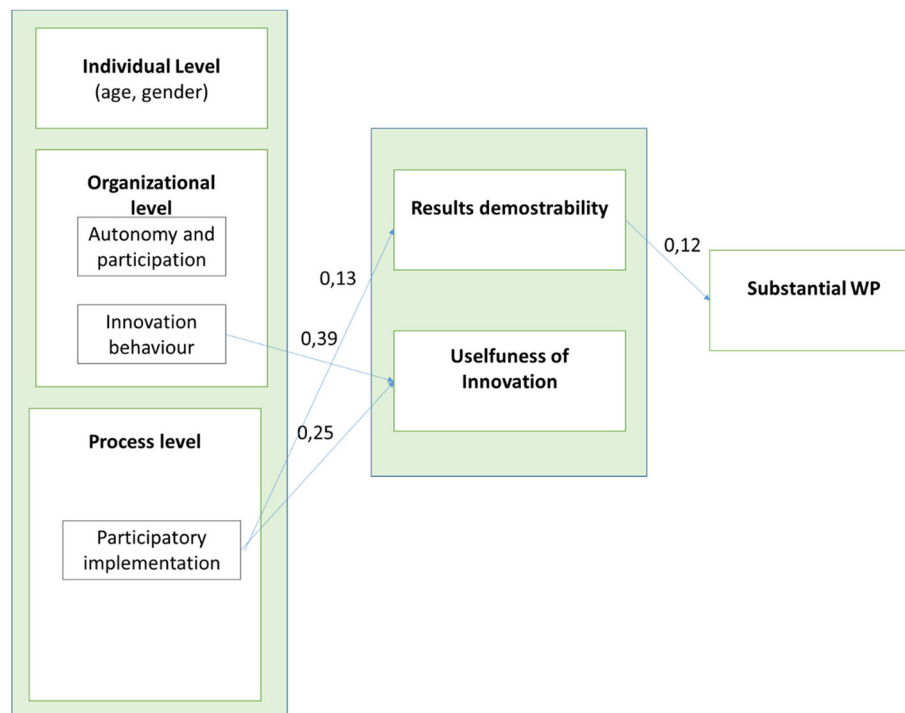 Individual Level
(age, gender)
Organizational
level
Autonomy and
participation
Innovation
behaviour
Process level
Participatory
implementation
0,13
0,39
0,25
Results demostrability
Uselfuness of
Innovation
0,12
Substantial WP